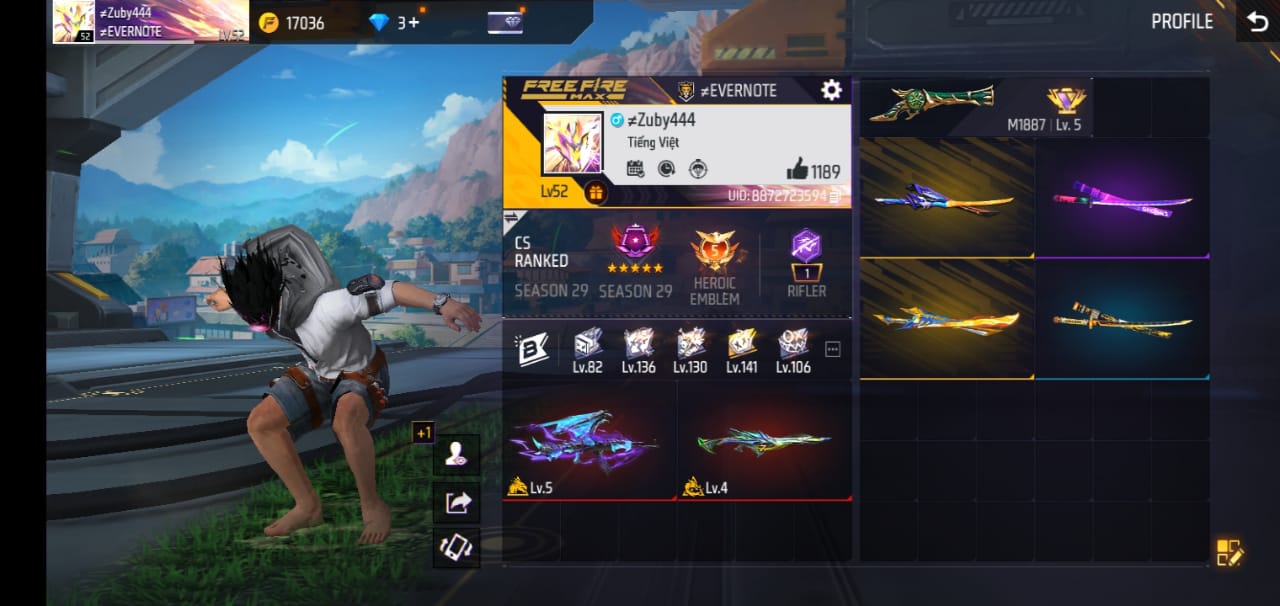 ≠Zuby444
52
≠EVERNOTE
LV.52
17036
3+
PROFILE
FREE FIRE
MAX
≠EVERNOTE
≠Zuby444
Tiếng Việt
1189
Lv52
UID:8872723594
M1887 | Lv. 5
CS
RANKED
SEASON 29
SEASON 29
5
HEROIC
EMBLEM
1
RIFLER
B
Lv.82
Lv.136
Lv.130
Lv.141
Lv.106
+1
Lv.5
Lv.4